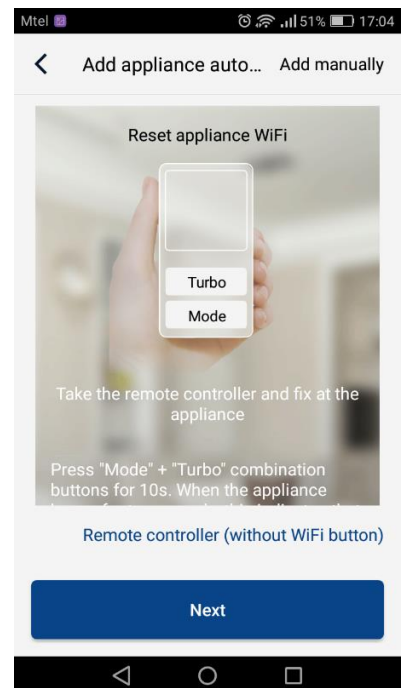 Mtel 51% 17:04
Add appliance auto... Add manually
Reset appliance WiFi
Turbo
Mode
Take the remote controller and fix at the
appliance
Press "Mode" + "Turbo" combination
buttons for 10s. When the appliance
Remote controller (without WiFi button)
Next